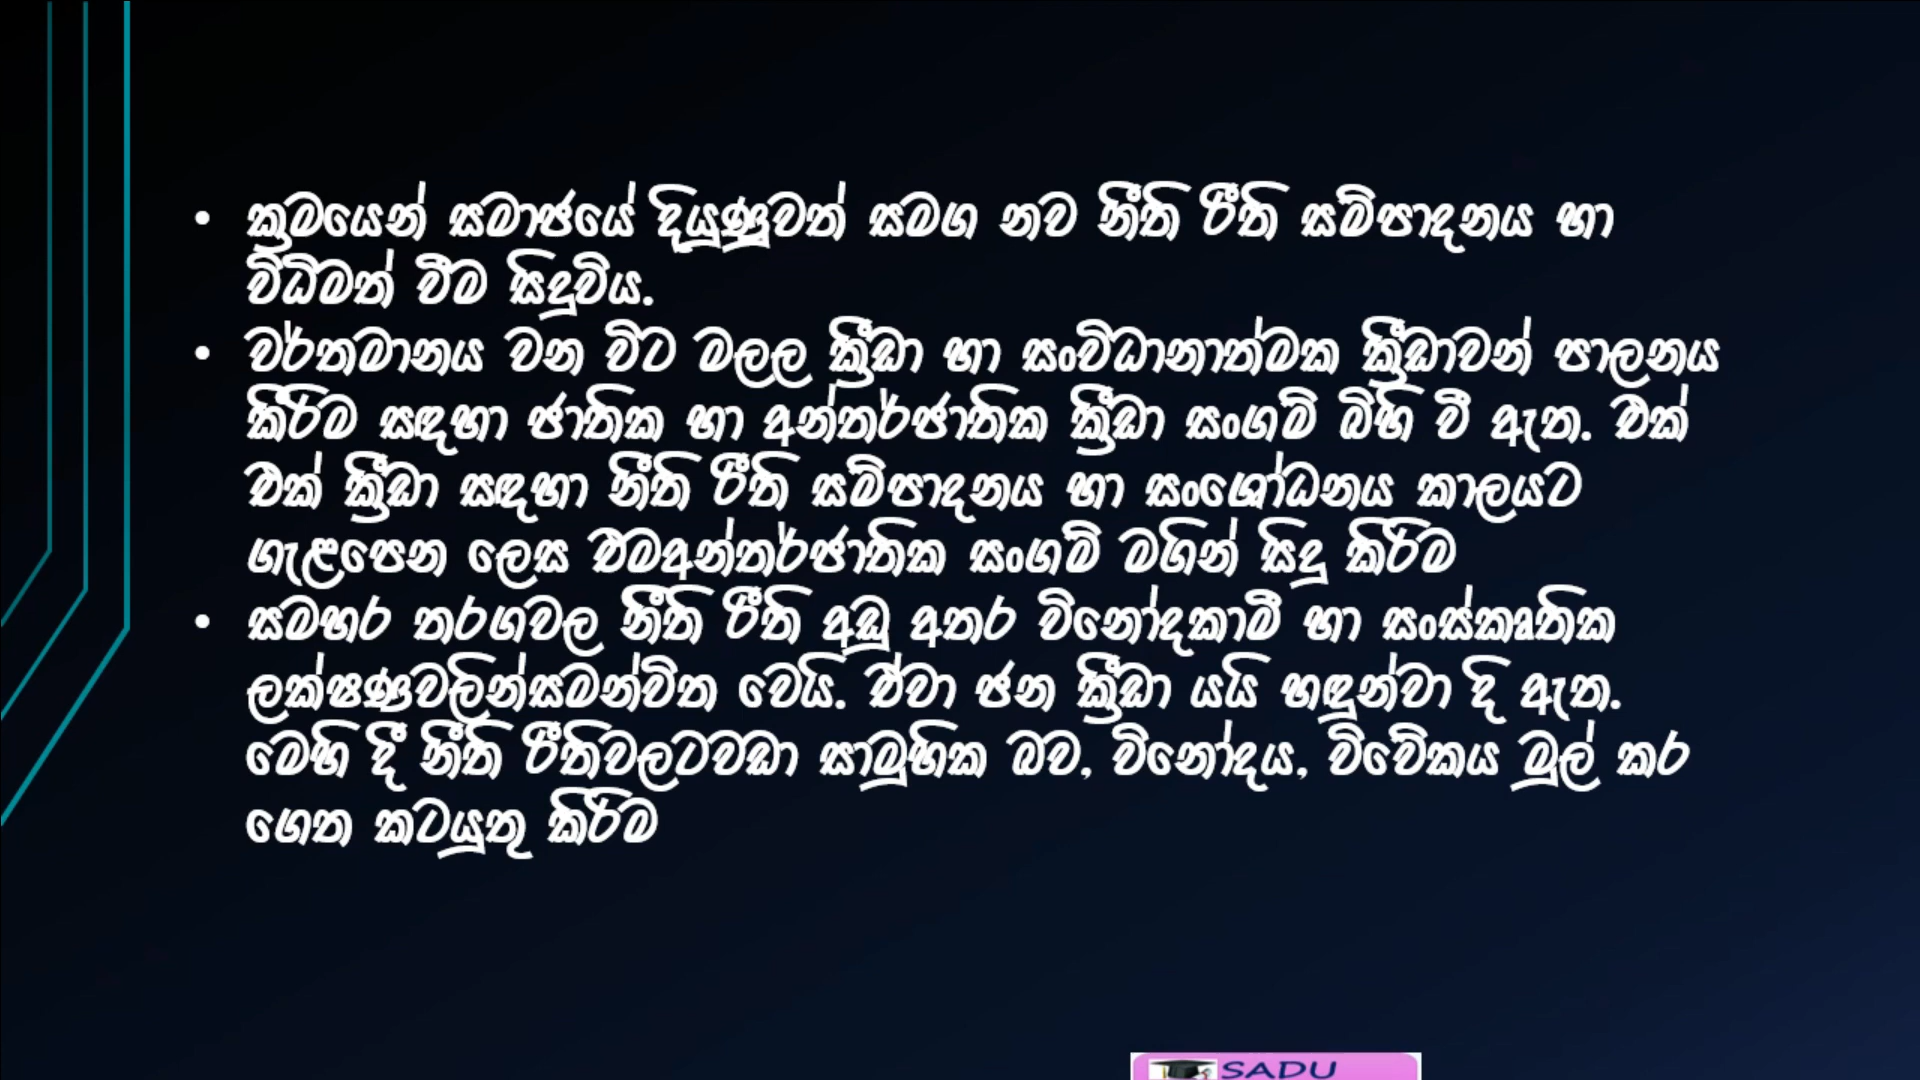 • ක්‍රමයෙන් සමාජයේ දියුණුවත් සමග නව නීති රීති සම්පාදනය හා
විධිමත් වීම සිදුවිය.
• වර්තමානය වන විට මලල ක්‍රීඩා හා සංවිධානාත්මක ක්‍රීඩාවන් පාලනය
කිරීම සඳහා ජාතික හා අන්තර්ජාතික ක්‍රීඩා සංගම් බිහි වී ඇත. එක්
එක් ක්‍රීඩා සඳහා නීති රීති සම්පාදනය හා සංශෝධනය කාලයට
ගැළපෙන ලෙස එමඅන්තර්ජාතික සංගම් මගින් සිදු කිරීම
• සමහර තරගවල නීති රීති අඩු අතර විනෝදකාමී හා සංස්කෘතික
ලක්ෂණවලින්සමන්විත වෙයි. ඒවා ජන ක්‍රීඩා යයි හඳුන්වා දි ඇත.
මෙහි දී නීති රීතිවලටවඩා සාමුහික බව, විනෝදය, විවේකය මුල් කර
ගෙන කටයුතු කිරීම
SADU